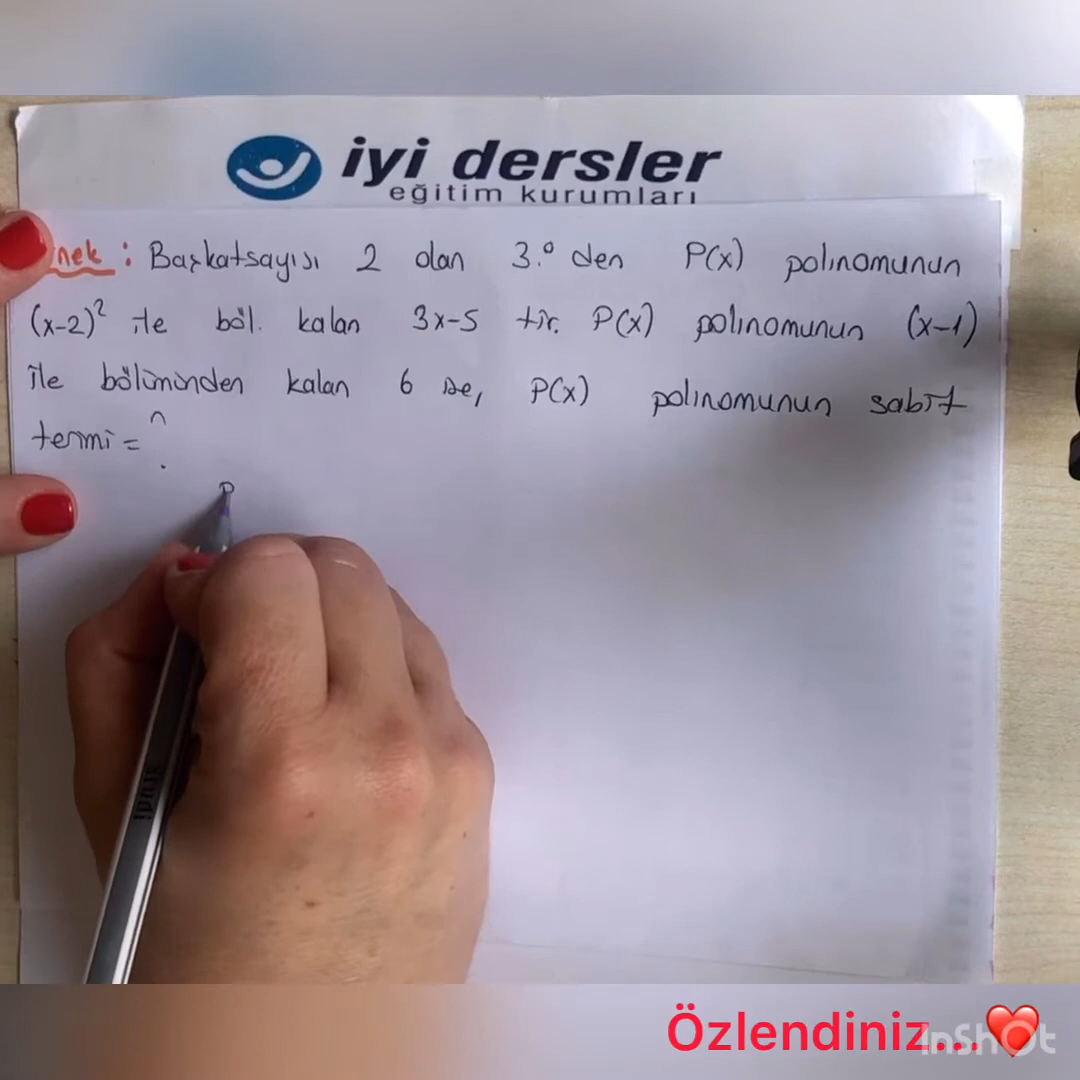 iyi dersler
eğitim kurumları
nek : Başkatsayısı 2 olan 3.° den P(x) polinomunun
(x-2)² ile böl. kalan 3x-5 tir. P(x) polinomunun (x-1)
ile bölümünden kalan 6 ise, P(x) polinomunun sabit
termi = ?
P
Özlendiniz...❤️
InShOt